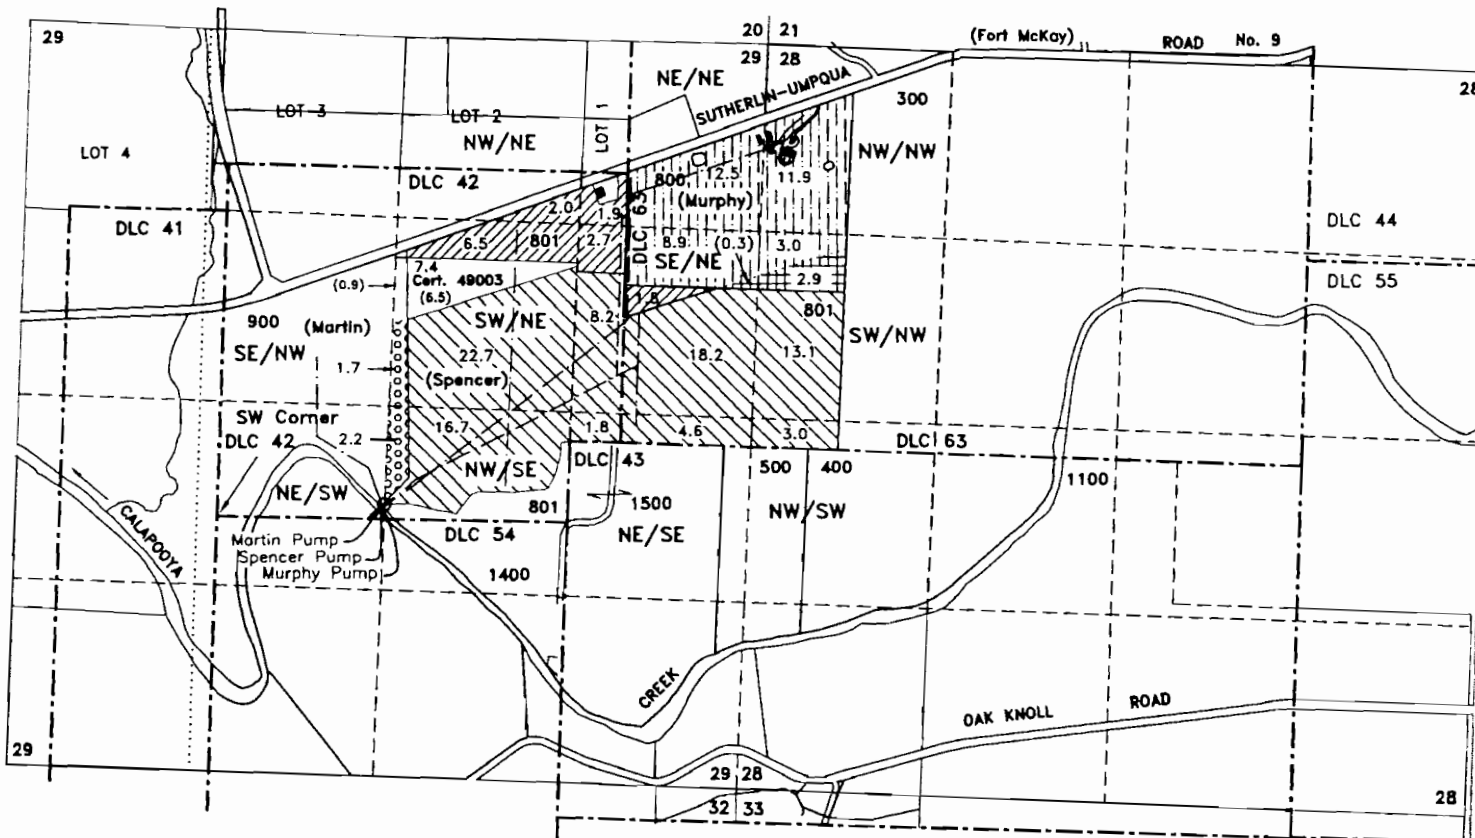 29
20 21
29 28
(Fort McKay)
ROAD No. 9
28
NE/NE
SUTHERLIN-UMPQUA
300
LOT 3
LOT 2
LOT 1
NW/NE
LOT 4
NW/NW
DLC 42
800
12.5
11.9
(Murphy)
DLC 41
2.0
1.9
DLC 63
DLC 44
6.5
801
2.7
8.9
(0.3)
3.0
SE/NE
7.4
Cert. 49003
(6.5)
(0.9)
2.9
DLC 55
1.8
801
900
(Martin)
SW/NE
8.2
SW/NW
SE/NW
22.7
18.2
13.1
1.7
(Spencer)
SW Corner
DLC 42
2.2
16.7
1.8
4.6
3.0
DLC 63
NW/SE
DLC 43
500
400
1100
NE/SW
801
1500
NW/SW
CALAPOOYA
DLC 54
NE/SE
Martin Pump
Spencer Pump
Murphy Pump
1400
CREEK
OAK KNOLL
ROAD
29
29 28
32 33
28